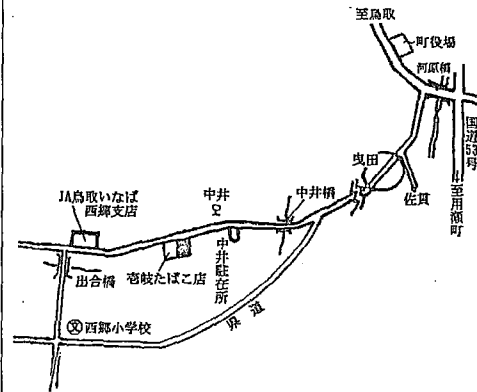 至鳥取
町役場
河原橋
国道53号
至用瀬町
曳田
佐貫
中井
中井橋
JA鳥取いなば
西郷支店
中井駐在所
壱岐たばこ店
出合橋
県道
文
西郷小学校